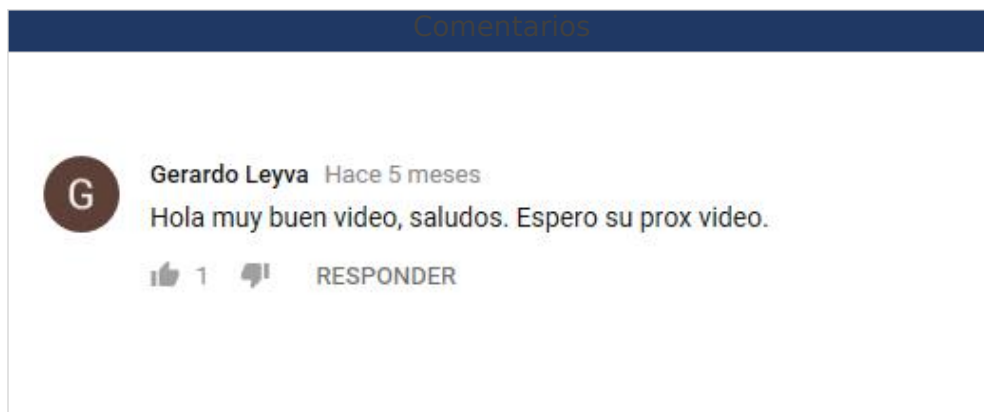 Comentarios
G
Gerardo Leyva Hace 5 meses
Hola muy buen video, saludos. Espero su prox video.
1 RESPONDER